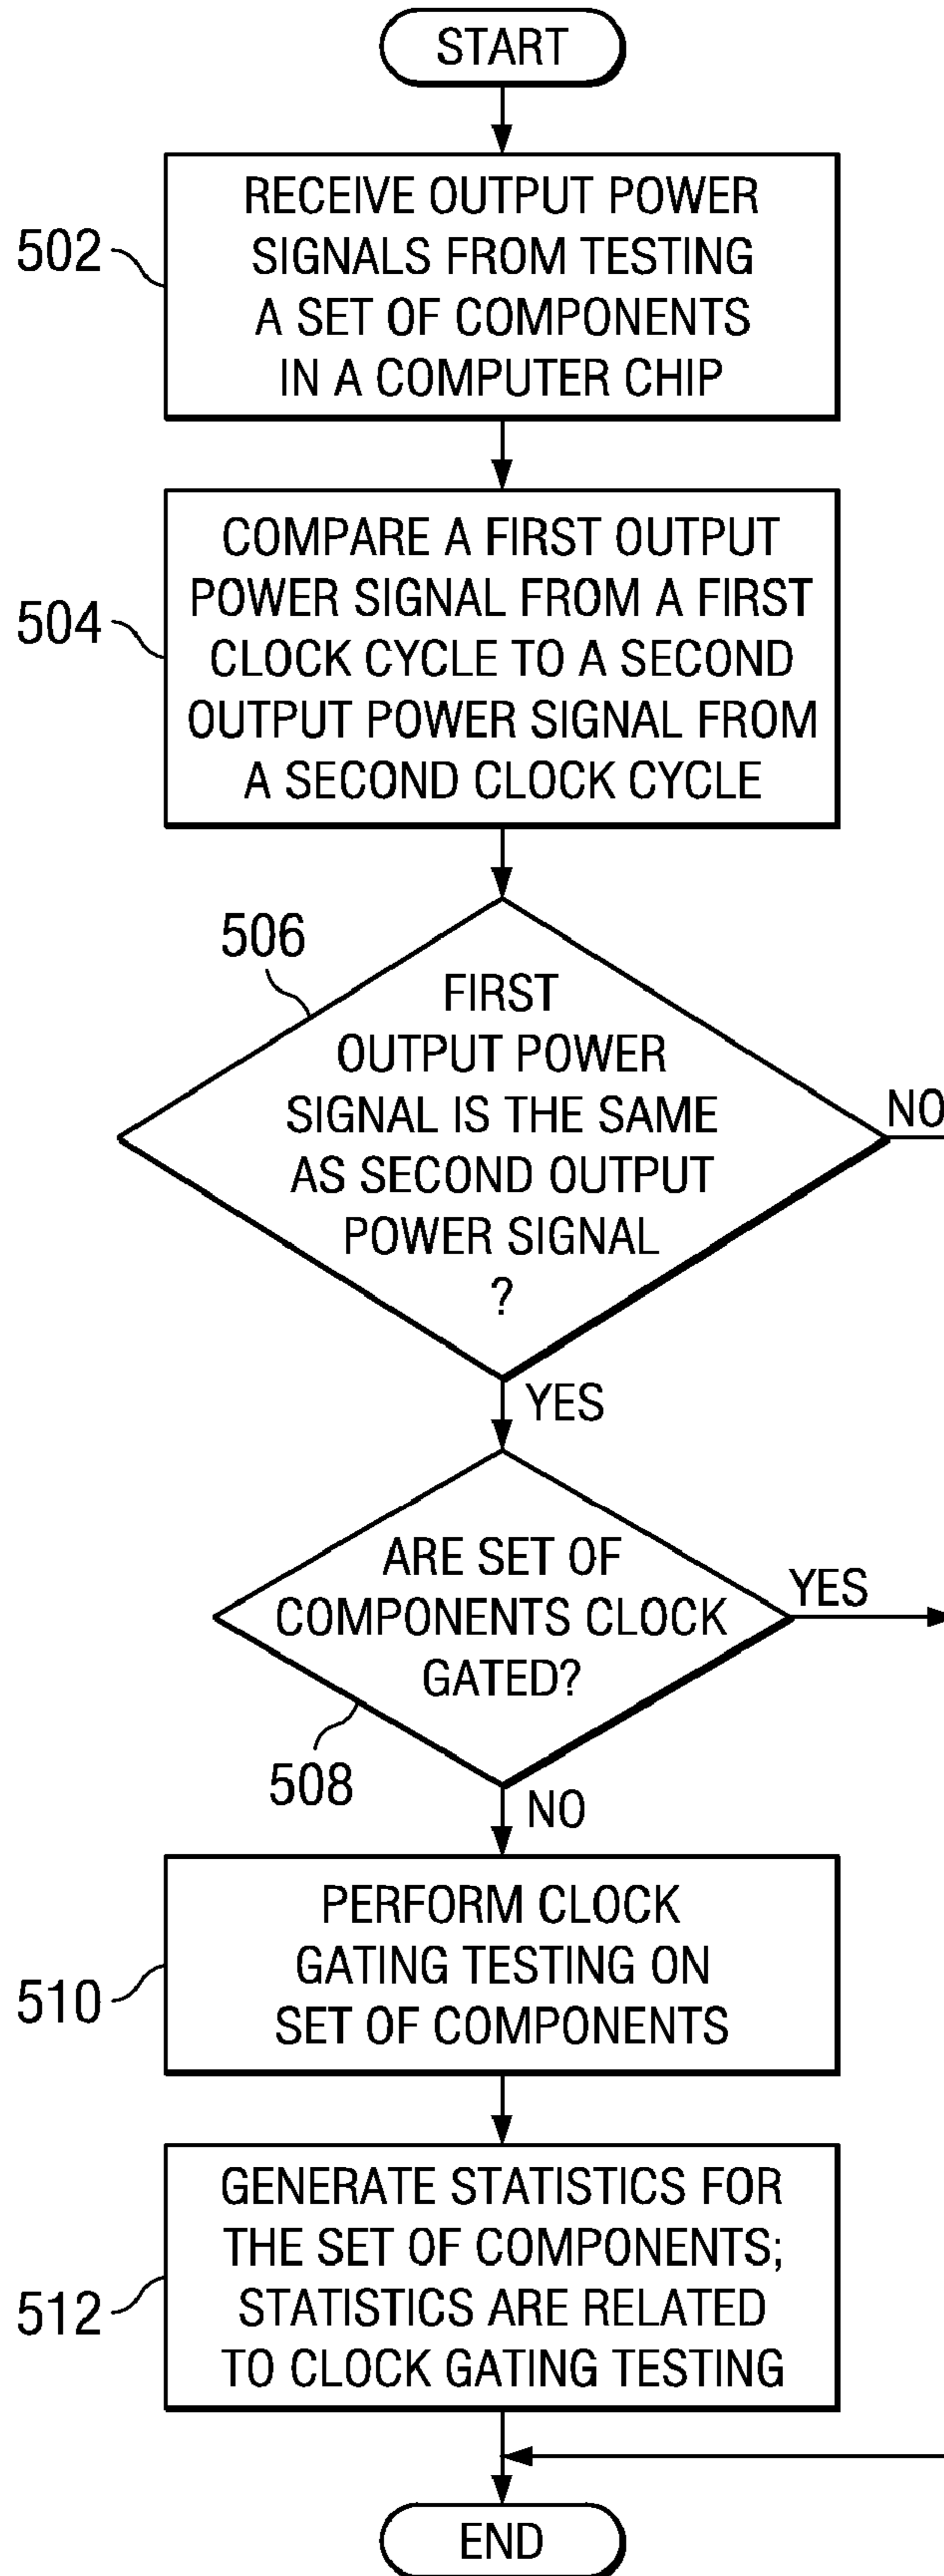 START
502
RECEIVE OUTPUT POWER
SIGNALS FROM TESTING
A SET OF COMPONENTS
IN A COMPUTER CHIP
504
COMPARE A FIRST OUTPUT
POWER SIGNAL FROM A FIRST
CLOCK CYCLE TO A SECOND
OUTPUT POWER SIGNAL FROM
A SECOND CLOCK CYCLE
506
FIRST
OUTPUT POWER
SIGNAL IS THE SAME
AS SECOND OUTPUT
POWER SIGNAL
?
NO
YES
ARE SET OF
COMPONENTS CLOCK
GATED?
YES
508
NO
510
PERFORM CLOCK
GATING TESTING ON
SET OF COMPONENTS
512
GENERATE STATISTICS FOR
THE SET OF COMPONENTS;
STATISTICS ARE RELATED
TO CLOCK GATING TESTING
END